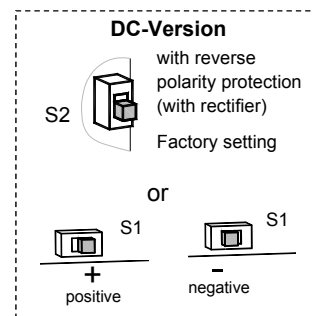 DC-Version
with reverse
polarity protection
(with rectifier)
S2
Factory setting
or
S1
S1
+
-
positive
negative